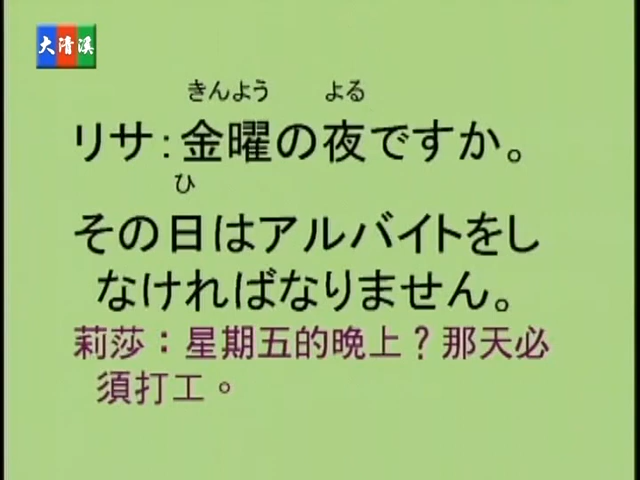 大清溪
きんよう よる
リサ：金曜の夜ですか。
ひ
その日はアルバイトをし
なければなりません。
莉莎：星期五的晚上？那天必
須打工。